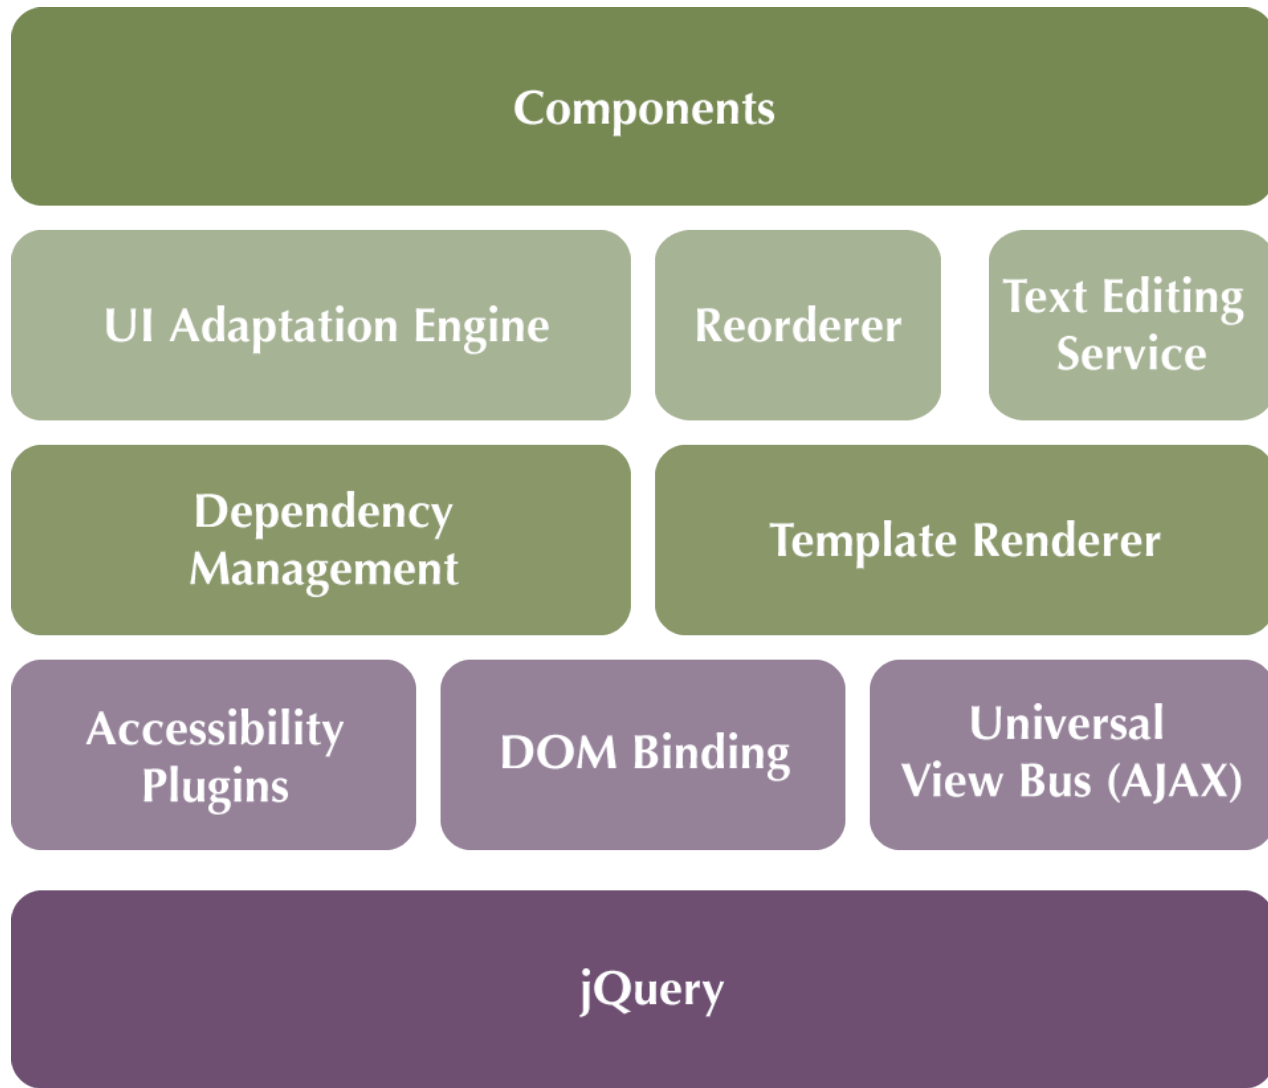 Components
UI Adaptation Engine
Reorderer
Text Editing
Service
Dependency
Management
Template Renderer
Accessibility
Plugins
DOM Binding
Universal
View Bus (AJAX)
jQuery